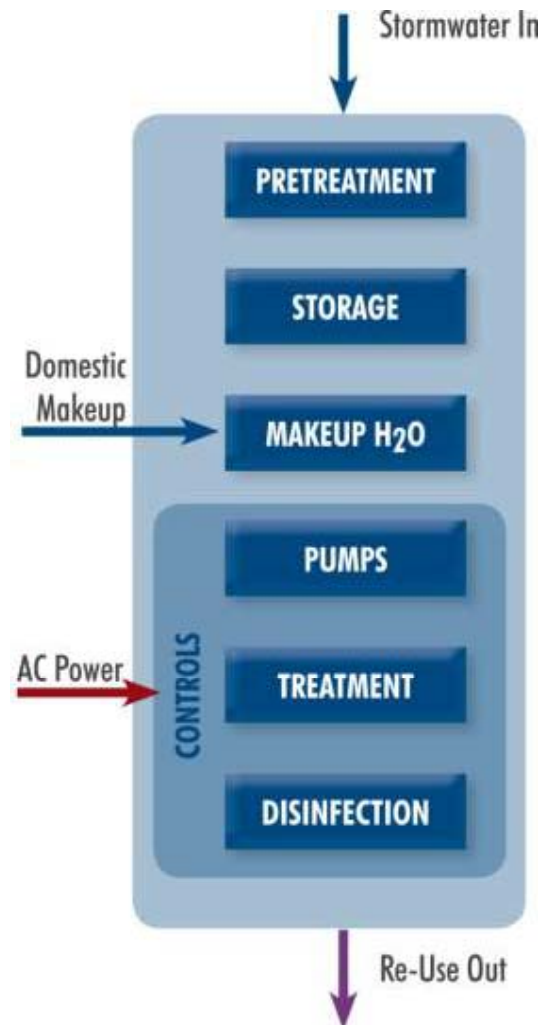 Stormwater In
PRETREATMENT
STORAGE
Domestic
Makeup
MAKEUP H2O
PUMPS
AC Power
CONTROLS
TREATMENT
DISINFECTION
Re-Use Out